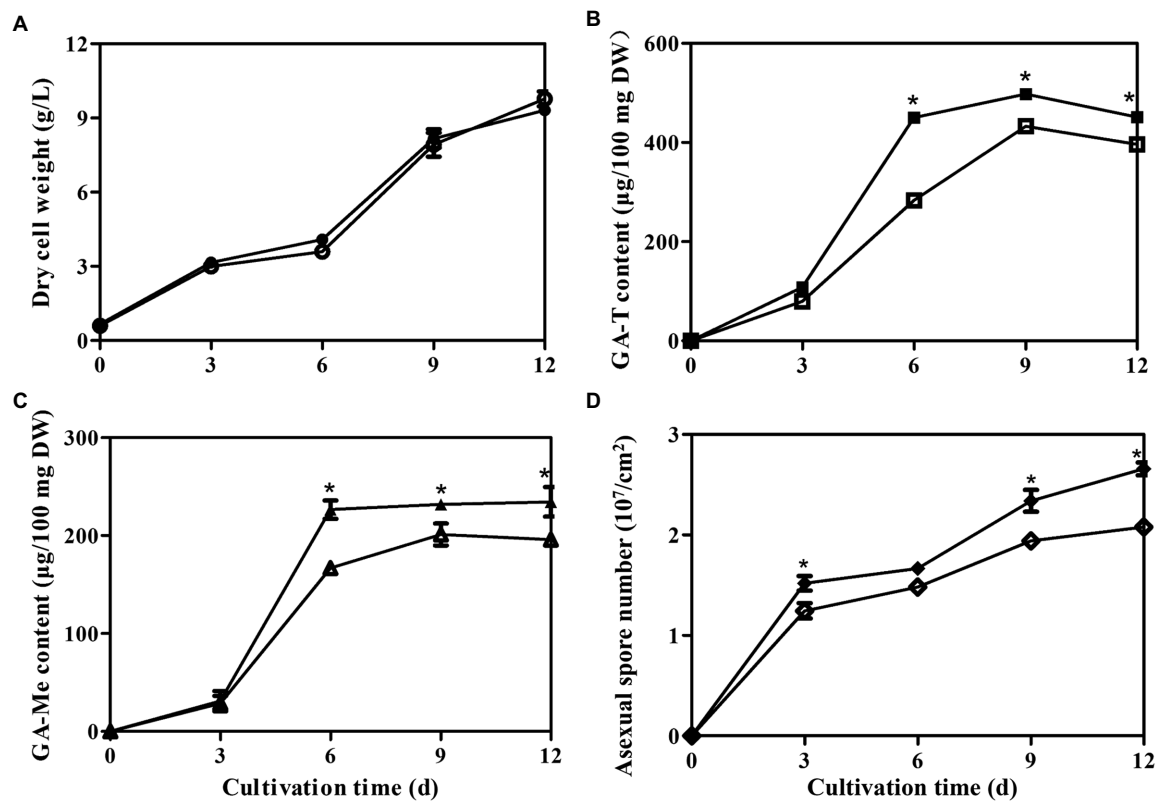 A
Dry cell weight (g/L)
12
9
6
3
0
0 3 6 9 12
B
GA-T content (µg/100 mg DW)
600
400
200
0
* * *
0 3 6 9 12
C
GA-Me content (µg/100 mg DW)
300
200
100
0
* * *
0 3 6 9 12
Cultivation time (d)
D
Asexual spore number (10⁷/cm²)
3
2
1
0
* * *
0 3 6 9 12
Cultivation time (d)